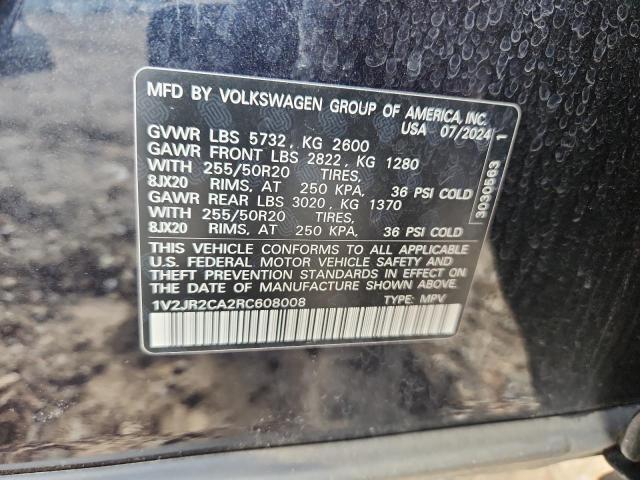 MFD BY VOLKSWAGEN GROUP OF AMERICA, INC.
USA 07/2024
GVWR LBS 5732, KG 2600
GAWR FRONT LBS 2822, KG 1280
WITH 255/50R20 TIRES,
8JX20 RIMS, AT 250 KPA, 36 PSI COLD
GAWR REAR LBS 3020, KG 1370
WITH 255/50R20 TIRES,
8JX20 RIMS, AT 250 KPA, 36 PSI COLD
THIS VEHICLE CONFORMS TO ALL APPLICABLE
U.S. FEDERAL MOTOR VEHICLE SAFETY AND
THEFT PREVENTION STANDARDS IN EFFECT ON
THE DATE OF MANUFACTURE SHOWN ABOVE
1V2JR2CA2RC608008 TYPE: MPV
3030563 1